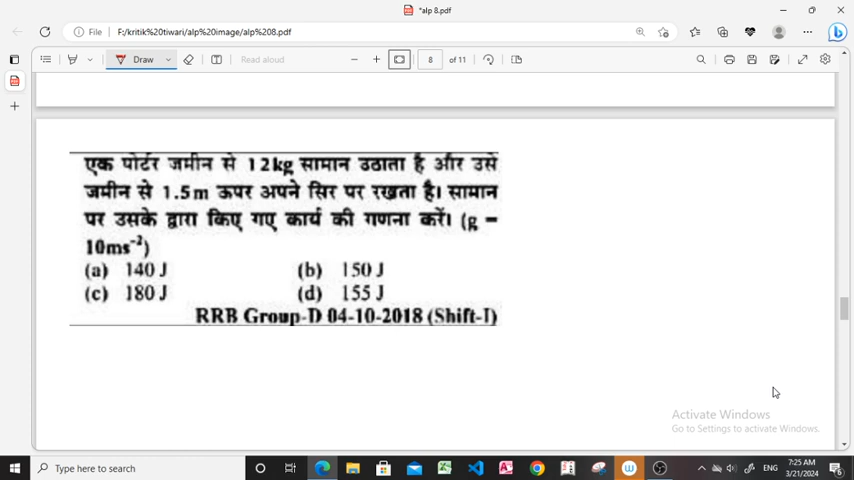 *alp 8.pdf
File
F:/kritik%20tiwari/alp%20image/alp%208.pdf
Draw
Read aloud
8
of 11
एक पोर्टर जमीन से 12kg सामान उठाता है और उसे
जमीन से 1.5m ऊपर अपने सिर पर रखता है। सामान
पर उसके द्वारा किए गए कार्य की गणना करें। (g =
10ms⁻²)
(a) 140 J
(b) 150 J
(c) 180 J
(d) 155 J
RRB Group-D 04-10-2018 (Shift-I)
Activate Windows
Go to Settings to activate Windows.
Type here to search
ENG
7:25 AM
3/21/2024